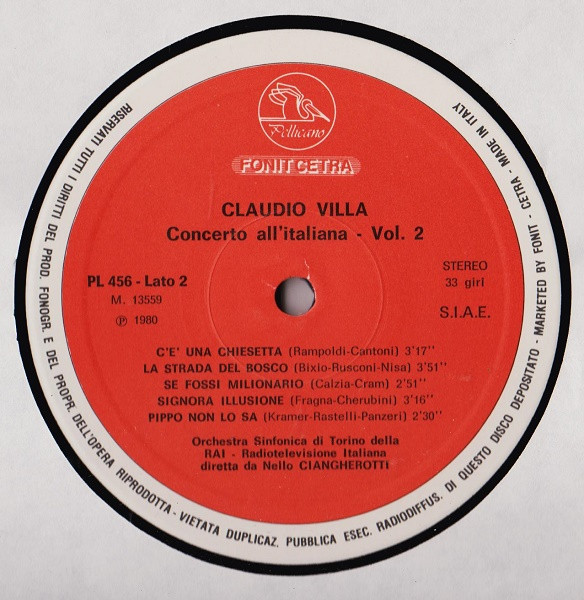 Pellicano
FONIT CETRA
CLAUDIO VILLA
Concerto all'italiana - Vol. 2
PL 456 - Lato 2
M. 13559
Ⓟ 1980
STEREO
33 giri
S.I.A.E.
C'E' UNA CHIESETTA (Rampoldi-Cantoni) 3'17''
LA STRADA DEL BOSCO (Bixio-Rusconi-Nisa) 3'51''
SE FOSSI MILIONARIO (Calzia-Cram) 2'51''
SIGNORA ILLUSIONE (Fragna-Cherubini) 3'16''
PIPPO NON LO SA (Kramer-Rastelli-Panzeri) 2'30''
Orchestra Sinfonica di Torino della
RAI - Radiotelevisione Italiana
diretta da Nello CIANGHEROTTI
RISERVATI TUTTI I DIRITTI DEL PROD. FONOGR. E DEL PROPR. DELL'OPERA RIPRODOTTA - VIETATA DUPLICAZ. PUBBLICA ESEC. RADIODIFFUS. DI QUESTO DISCO DEPOSITATO - MARKETED BY FONIT - CETRA - MADE IN ITALY